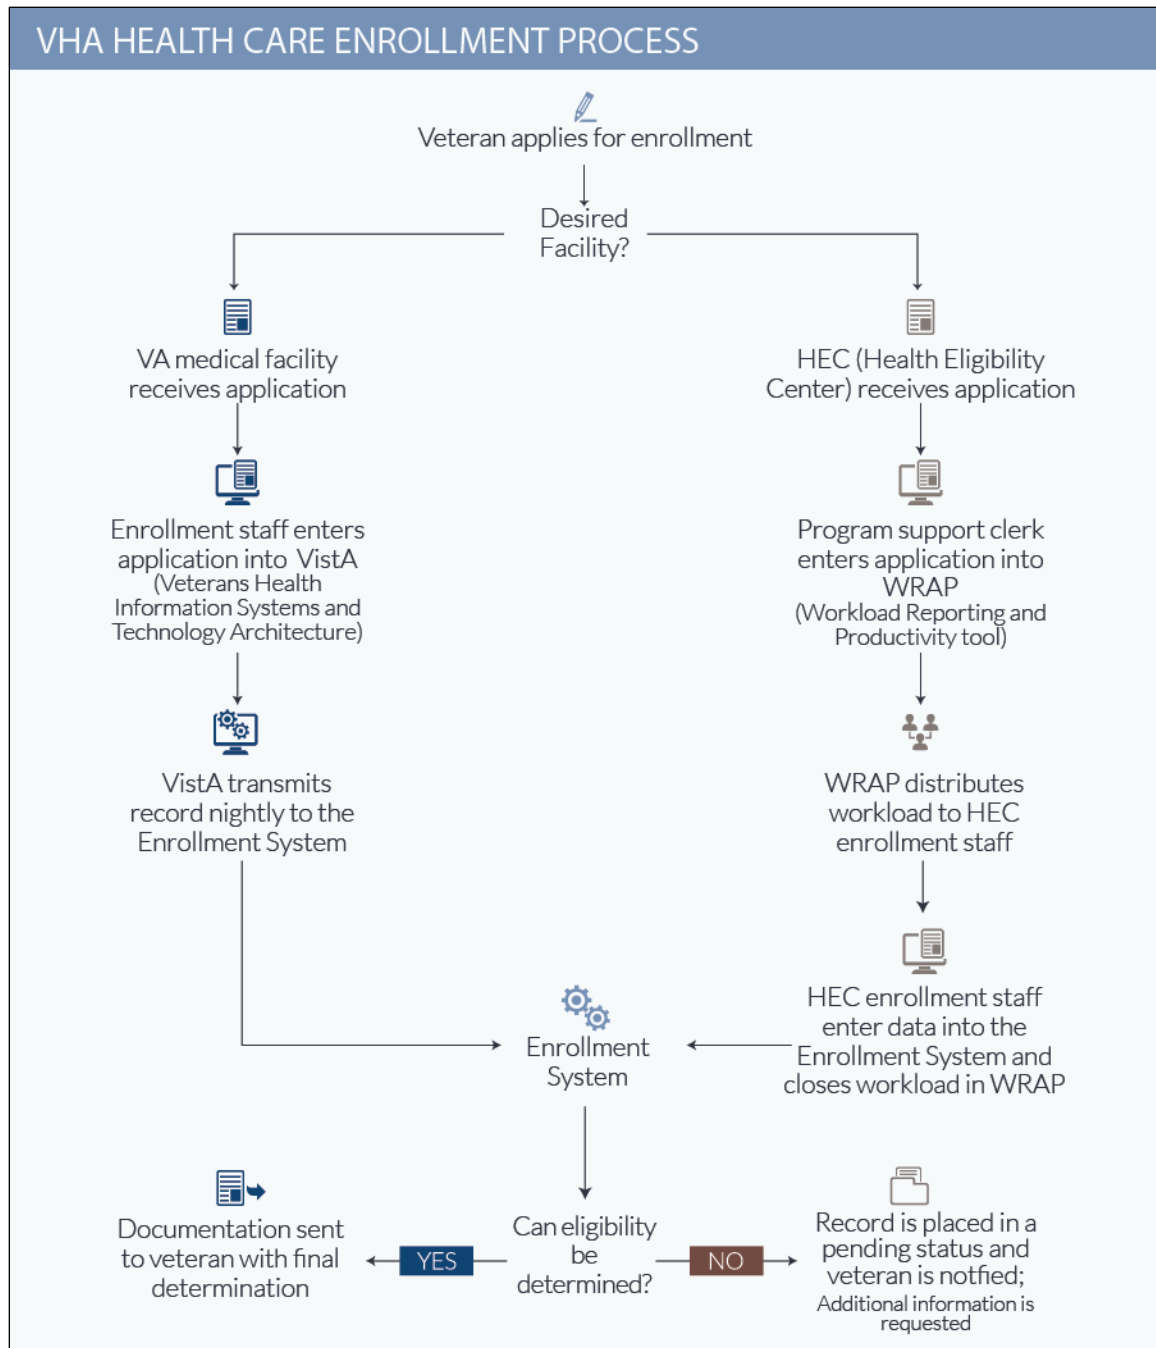 VHA HEALTH CARE ENROLLMENT PROCESS
Veteran applies for enrollment
Desired
Facility?
VA medical facility
receives application
HEC (Health Eligibility
Center) receives application
Enrollment staff enters
application into VistA
(Veterans Health
Information Systems and
Technology Architecture)
Program support clerk
enters application into
WRAP
(Workload Reporting and
Productivity tool)
VistA transmits
record nightly to the
Enrollment System
WRAP distributes
workload to HEC
enrollment staff
HEC enrollment staff
enter data into the
Enrollment System and
closes workload in WRAP
Enrollment
System
Documentation sent
to veteran with final
determination
YES
Can eligibility
be
determined?
NO
Record is placed in a
pending status and
veteran is notfied;
Additional information is
requested